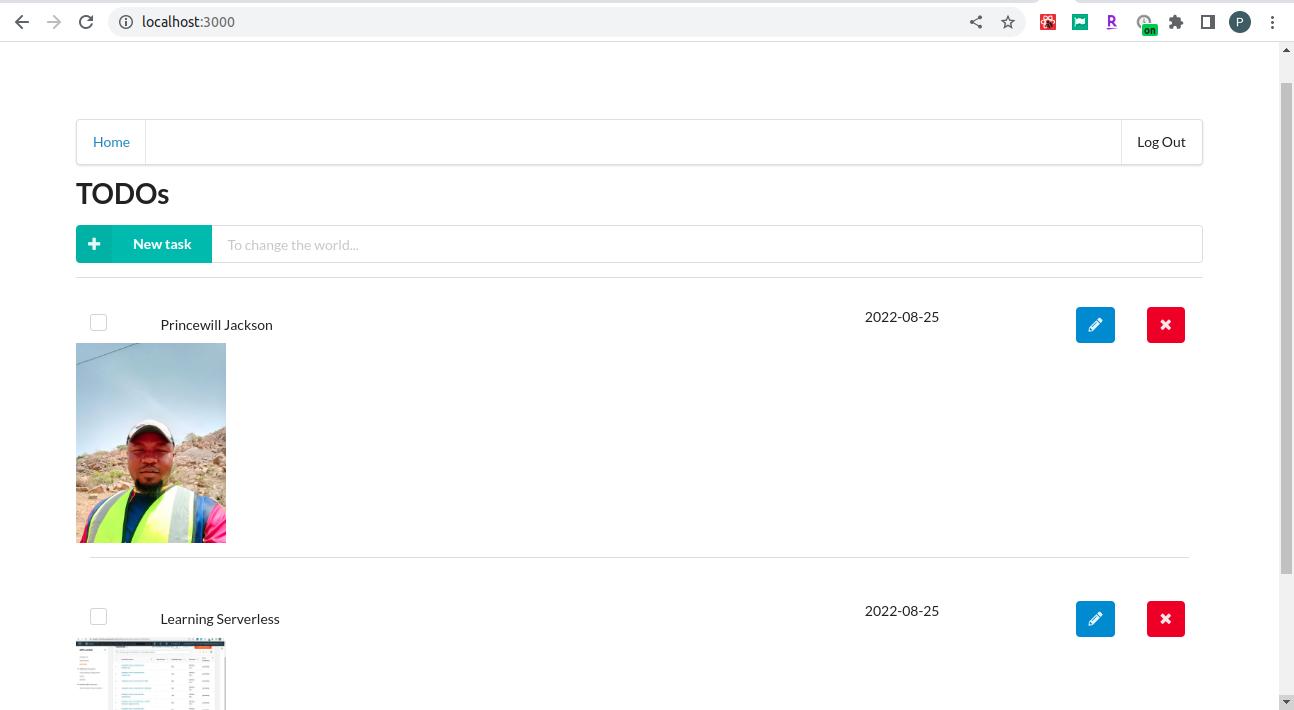 localhost:3000
on
P
Home
Log Out
TODOs
New task
To change the world...
Princewill Jackson
2022-08-25
Learning Serverless
2022-08-25